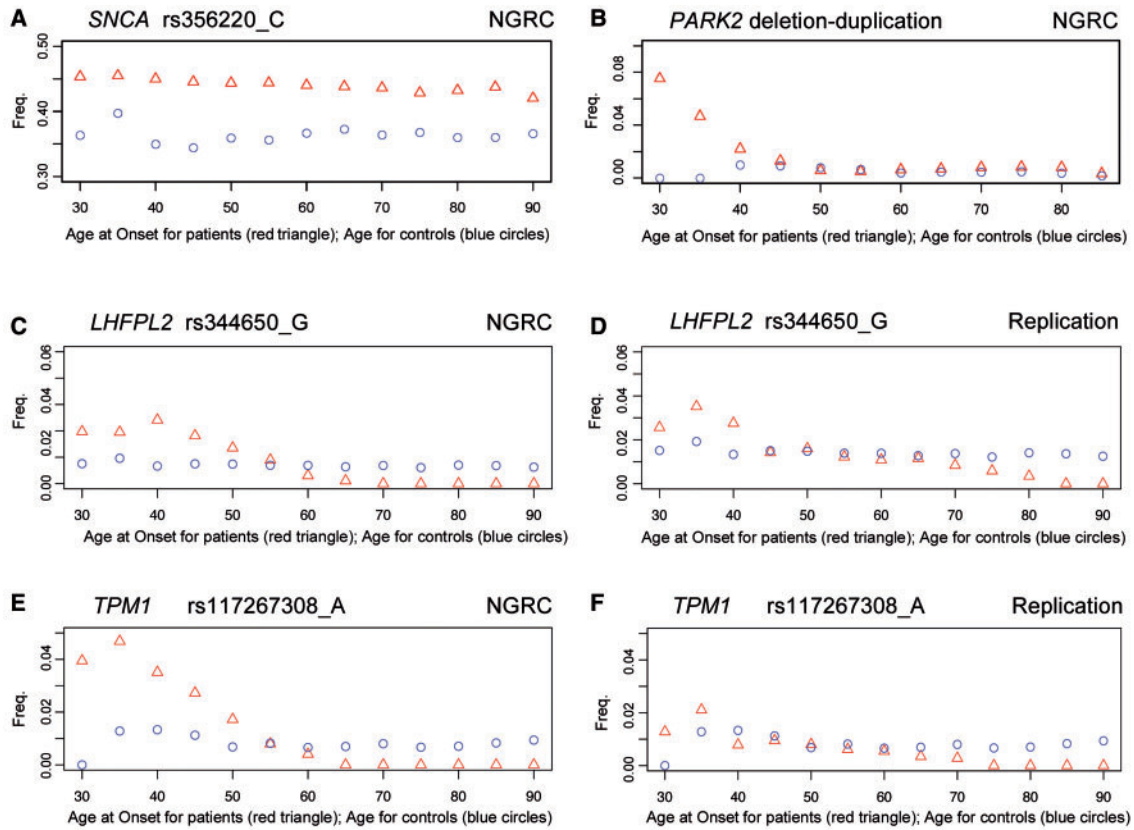 A SNCA rs356220_C NGRC
Freq.
0.50
0.40
0.30
30 40 50 60 70 80 90
Age at Onset for patients (red triangle); Age for controls (blue circles)
B PARK2 deletion-duplication NGRC
Freq.
0.08
0.04
0.00
30 40 50 60 70 80
Age at Onset for patients (red triangle); Age for controls (blue circles)
C LHFPL2 rs344650_G NGRC
Freq.
0.06
0.04
0.02
0.00
30 40 50 60 70 80 90
Age at Onset for patients (red triangle); Age for controls (blue circles)
D LHFPL2 rs344650_G Replication
Freq.
0.06
0.04
0.02
0.00
30 40 50 60 70 80 90
Age at Onset for patients (red triangle); Age for controls (blue circles)
E TPM1 rs117267308_A NGRC
Freq.
0.04
0.02
0.00
30 40 50 60 70 80 90
Age at Onset for patients (red triangle); Age for controls (blue circles)
F TPM1 rs117267308_A Replication
Freq.
0.04
0.02
0.00
30 40 50 60 70 80 90
Age at Onset for patients (red triangle); Age for controls (blue circles)